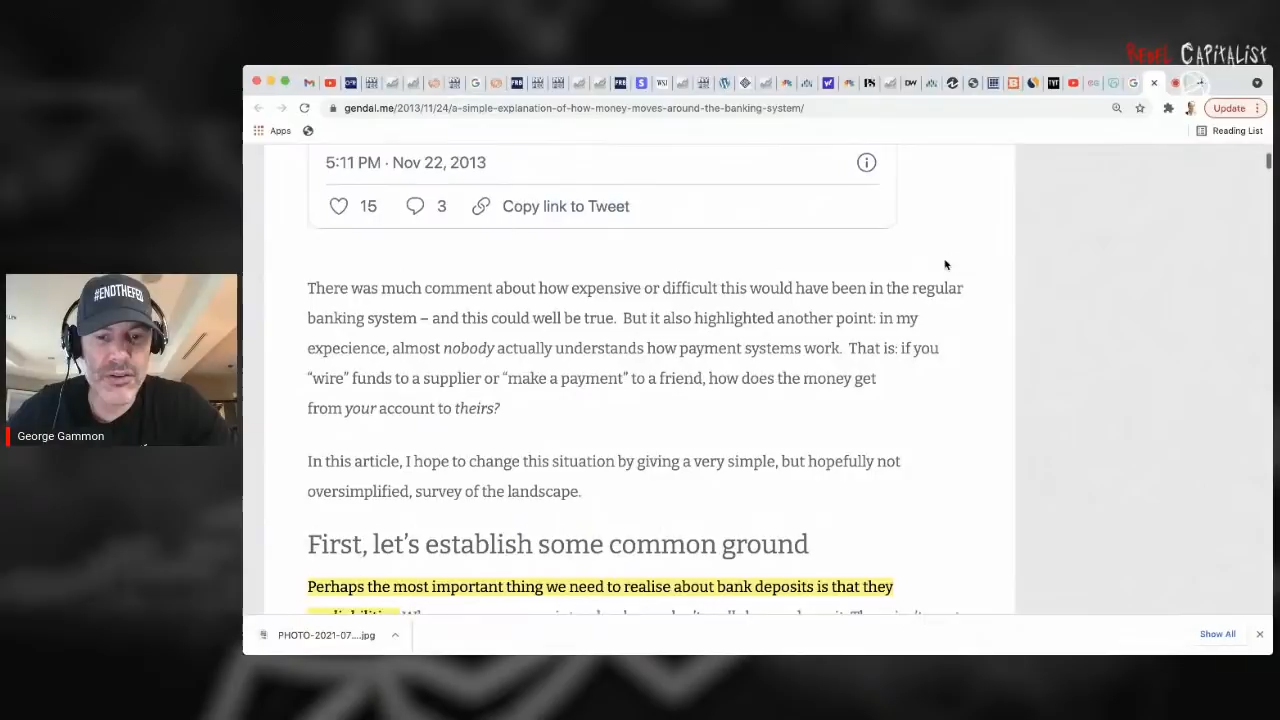 REBEL CAPITALIST
gendal.me/2013/11/24/a-simple-explanation-of-how-money-moves-around-the-banking-system/
Update
Apps
Reading List
5:11 PM · Nov 22, 2013
15
3
Copy link to Tweet
There was much comment about how expensive or difficult this would have been in the regular
banking system – and this could well be true. But it also highlighted another point: in my
expecience, almost nobody actually understands how payment systems work. That is: if you
“wire” funds to a supplier or “make a payment” to a friend, how does the money get
from your account to theirs?
In this article, I hope to change this situation by giving a very simple, but hopefully not
oversimplified, survey of the landscape.
First, let’s establish some common ground
Perhaps the most important thing we need to realise about bank deposits is that they
#ENDTHEFED
George Gammon
PHOTO-2021-07....jpg
Show All